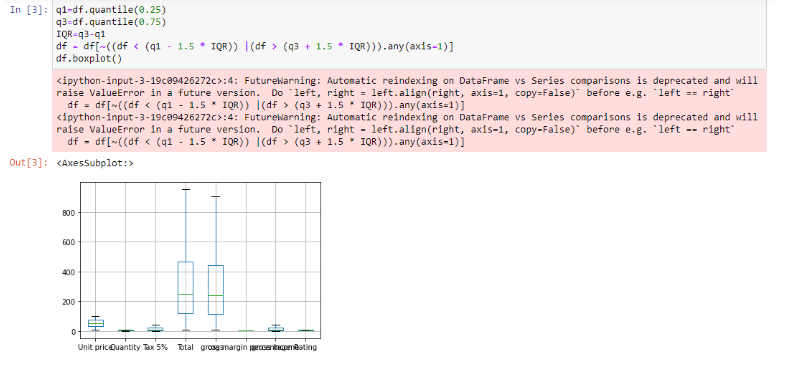 In [3]: q1=df.quantile(0.25)
q3=df.quantile(0.75)
IQR=q3-q1
df = df[~((df < (q1 - 1.5 * IQR)) |(df > (q3 + 1.5 * IQR))).any(axis=1)]
df.boxplot()
<ipython-input-3-19c09426272c>:4: FutureWarning: Automatic reindexing on DataFrame vs Series comparisons is deprecated and will
raise ValueError in a future version. Do `left, right = left.align(right, axis=1, copy=False)` before e.g. `left == right`
df = df[~((df < (q1 - 1.5 * IQR)) |(df > (q3 + 1.5 * IQR))).any(axis=1)]
<ipython-input-3-19c09426272c>:4: FutureWarning: Automatic reindexing on DataFrame vs Series comparisons is deprecated and will
raise ValueError in a future version. Do `left, right = left.align(right, axis=1, copy=False)` before e.g. `left == right`
df = df[~((df < (q1 - 1.5 * IQR)) |(df > (q3 + 1.5 * IQR))).any(axis=1)]
Out[3]: <AxesSubplot:>
800
600
400
200
0
Unit price Quantity Tax 5% Total margin Rating